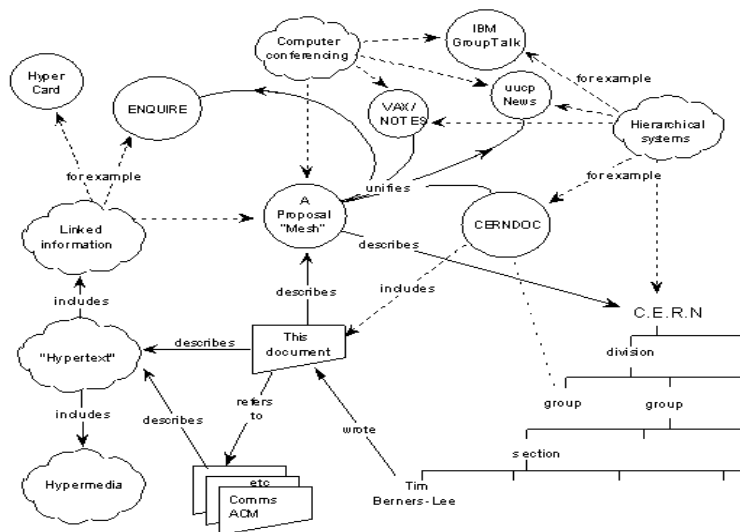 IBM
GroupTalk
Computer
conferencing
Hyper
Card
for example
ENQUIRE
uucp
News
VAX/
NOTES
Hierarchical
systems
for example
unifies
for example
A
Proposal
"Mesh"
CERNDOC
Linked
information
describes
includes
describes
includes
C.E.R.N
This
document
describes
"Hypertext"
division
refers
to
includes
describes
group
group
wrote
section
etc
Hypermedia
Comms
ACM
Tim
Berners-Lee